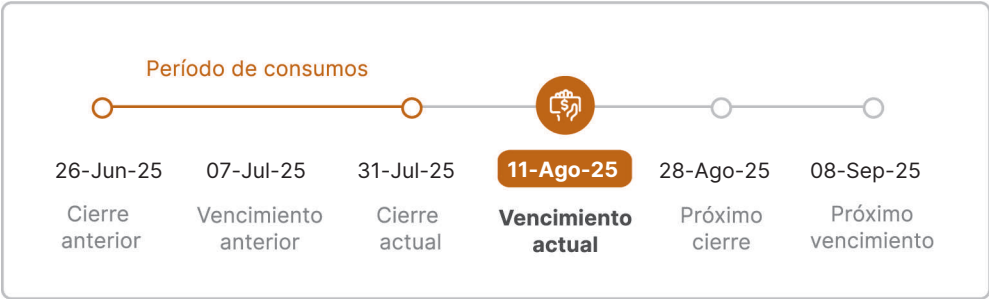 Período de consumos
$
26-Jun-25 07-Jul-25 31-Jul-25 11-Ago-25 28-Ago-25 08-Sep-25
Cierre Vencimiento Cierre Vencimiento Próximo Próximo
anterior anterior actual actual cierre vencimiento